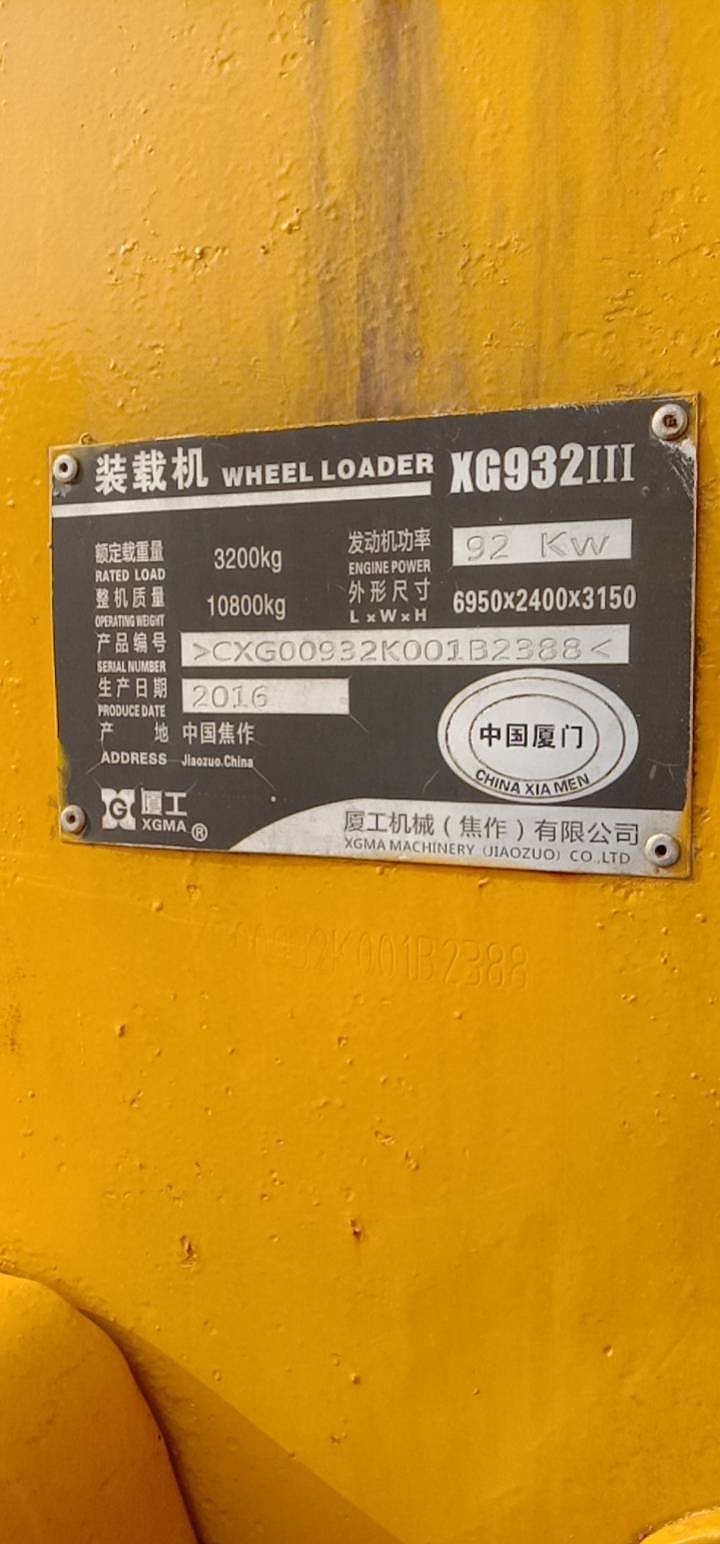 装载机 WHEEL LOADER XG932III
额定载重量 3200kg 发动机功率 92 KW
RATED LOAD ENGINE POWER
整机质量 10800kg 外形尺寸 6950×2400×3150
OPERATING WEIGHT L×W×H
产品编号 >CXG00932K001B2388<
SERIAL NUMBER
生产日期 2016
PRODUCE DATE
产 地 中国焦作
ADDRESS Jiaozuo.China
中国厦门
CHINA XIA MEN
G 厦工
XGMA ®
厦工机械（焦作）有限公司
XGMA MACHINERY (JIAOZUO) CO.,LTD
00932K001B2388